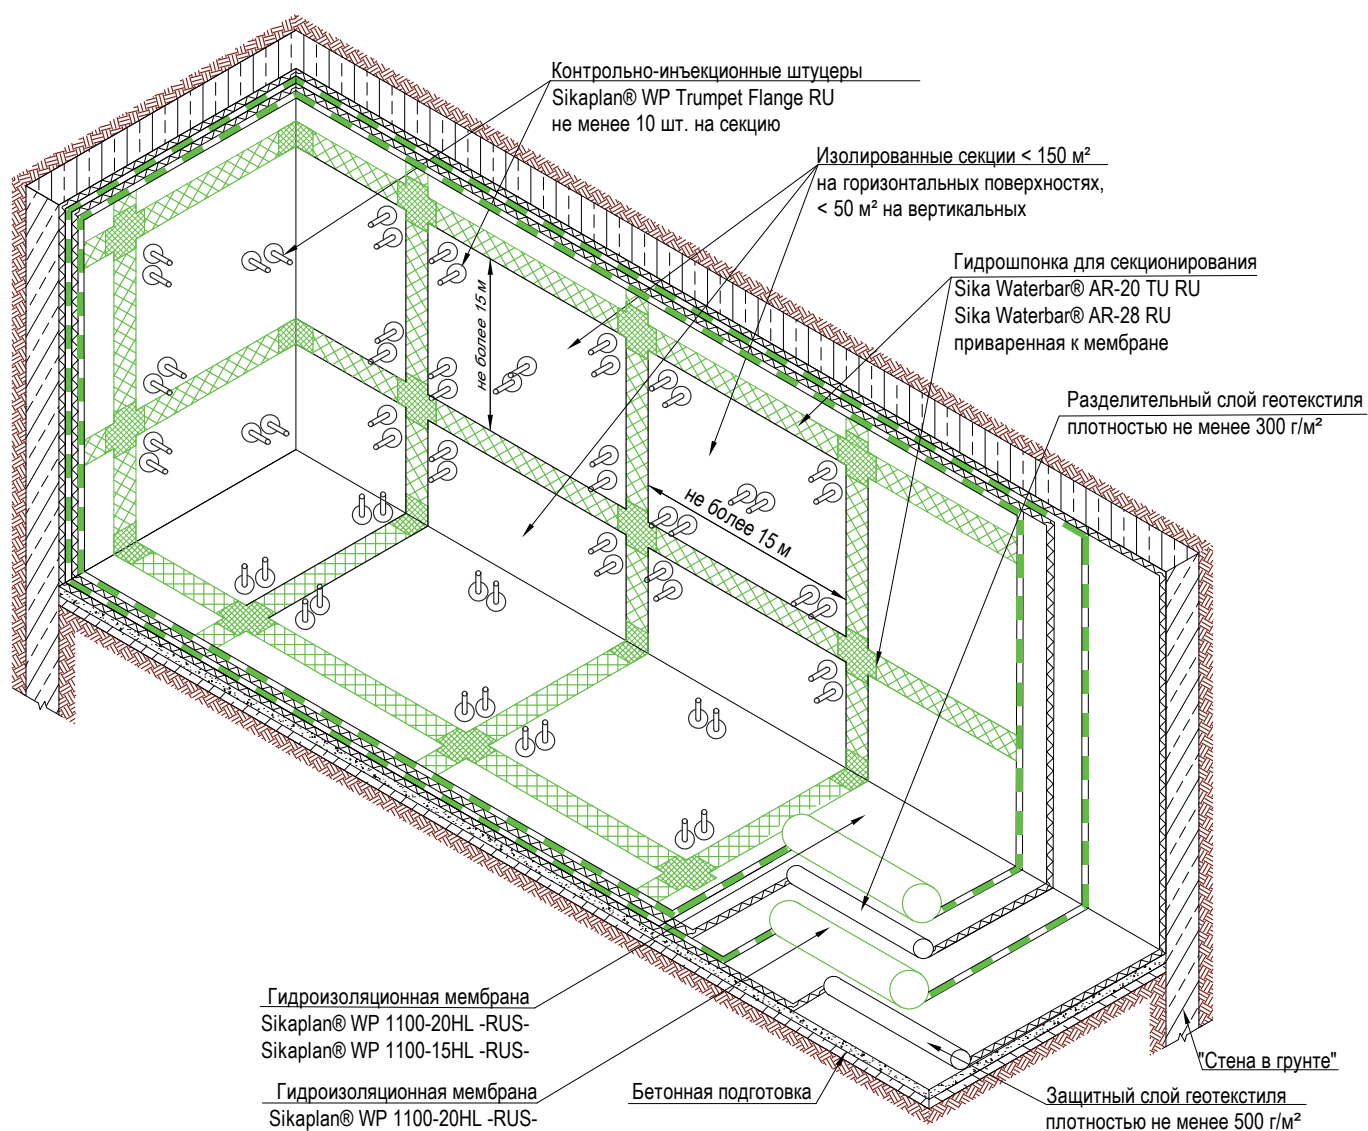 Контрольно-инъекционные штуцеры
Sikaplan® WP Trumpet Flange RU
не менее 10 шт. на секцию
Изолированные секции < 150 м²
на горизонтальных поверхностях,
< 50 м² на вертикальных
Гидрошпонка для секционирования
Sika Waterbar® AR-20 TU RU
Sika Waterbar® AR-28 RU
приваренная к мембране
Разделительный слой геотекстиля
плотностью не менее 300 г/м²
не более 15 м
не более 15 м
Гидроизоляционная мембрана
Sikaplan® WP 1100-20HL -RUS-
Sikaplan® WP 1100-15HL -RUS-
Гидроизоляционная мембрана
Sikaplan® WP 1100-20HL -RUS-
Бетонная подготовка
"Стена в грунте"
Защитный слой геотекстиля
плотностью не менее 500 г/м²